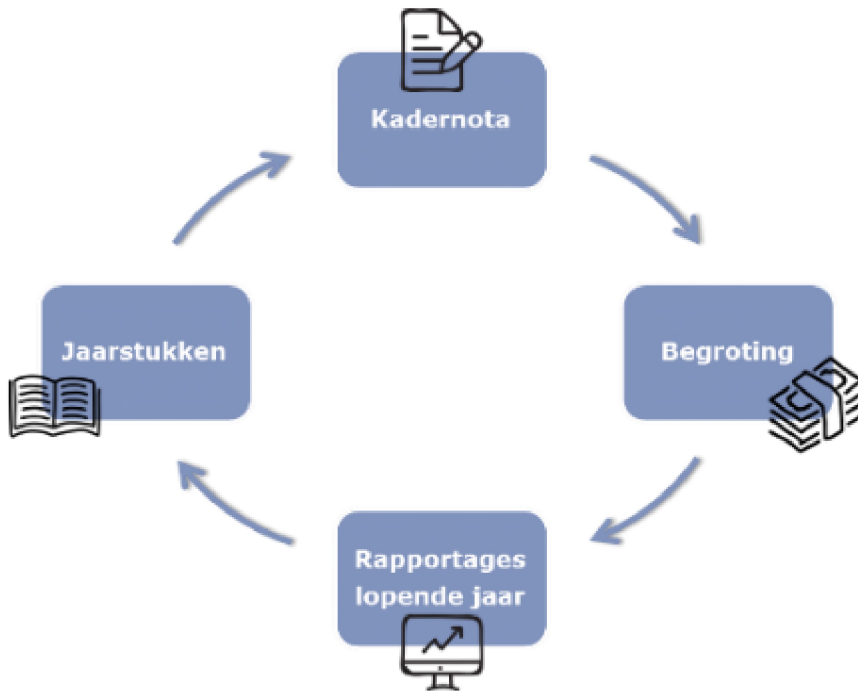 Kadernota
Jaarstukken
Begroting
Rapportages
lopende jaar